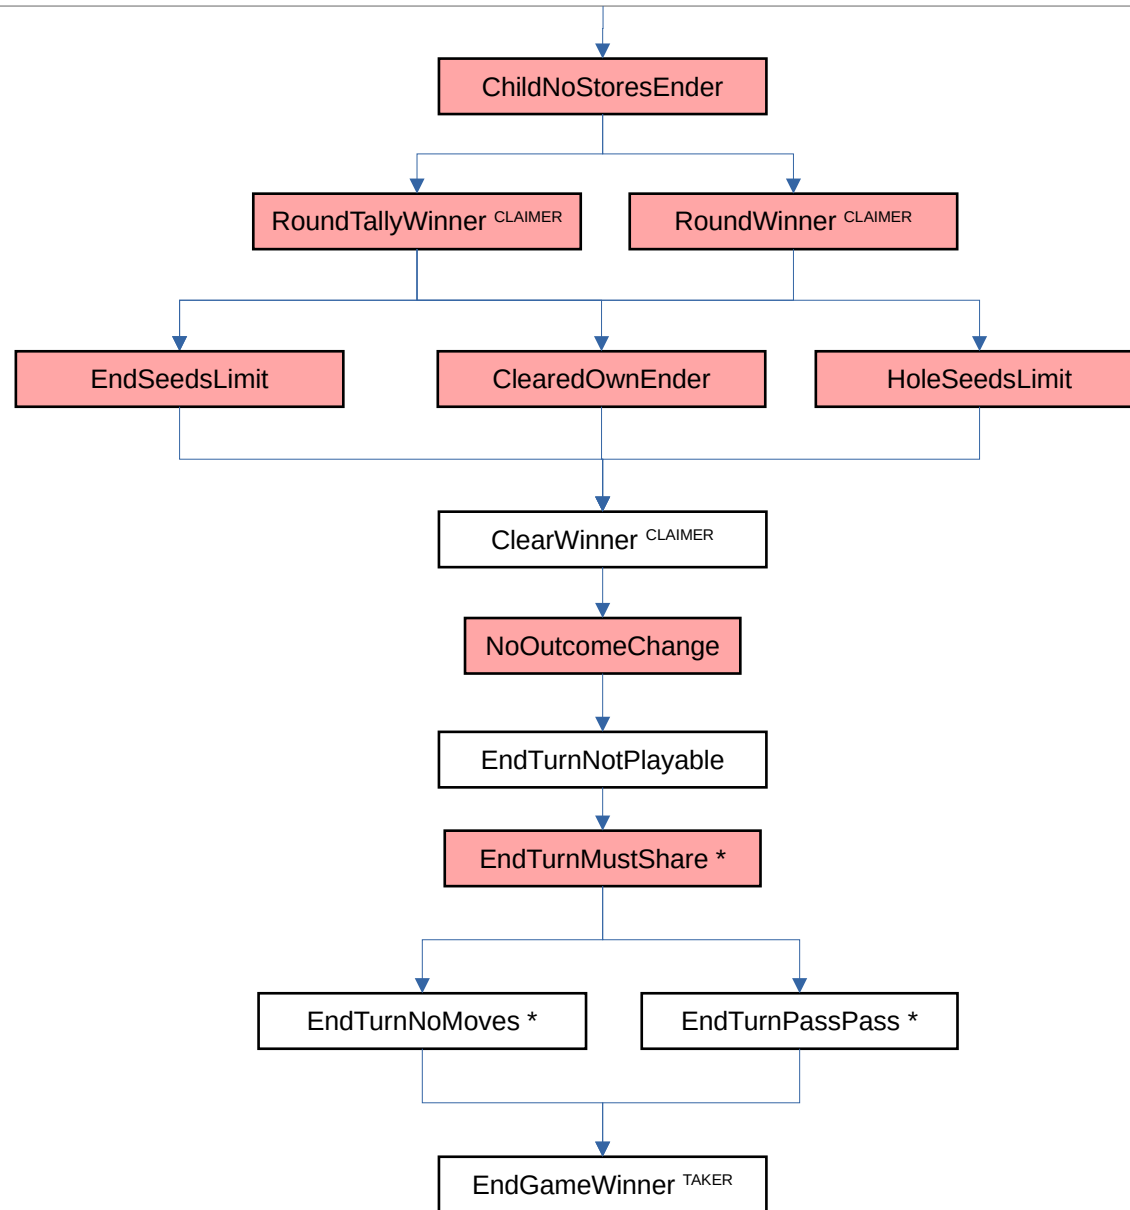 ChildNoStoresEnder
RoundTallyWinner CLAIMER
RoundWinner CLAIMER
EndSeedsLimit
ClearedOwnEnder
HoleSeedsLimit
ClearWinner CLAIMER
NoOutcomeChange
EndTurnNotPlayable
EndTurnMustShare *
EndTurnNoMoves *
EndTurnPassPass *
EndGameWinner TAKER